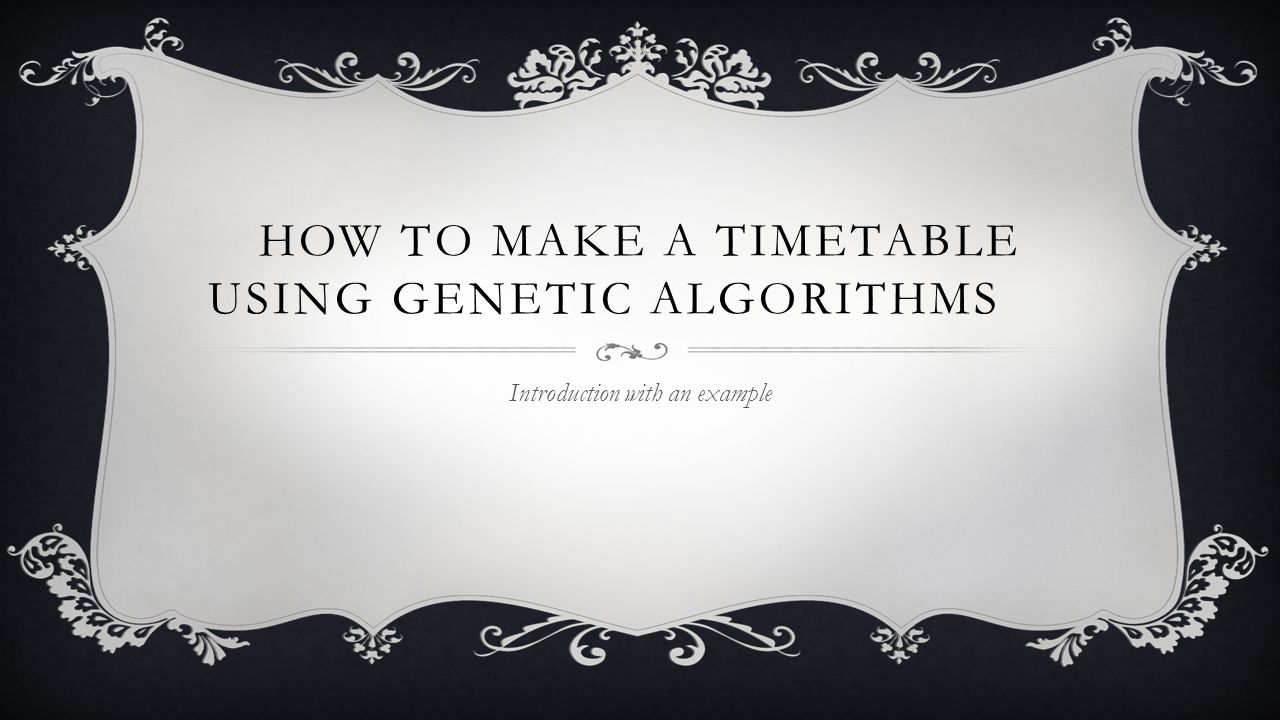 HOW TO MAKE A TIMETABLE
USING GENETIC ALGORITHMS
Introduction with an example